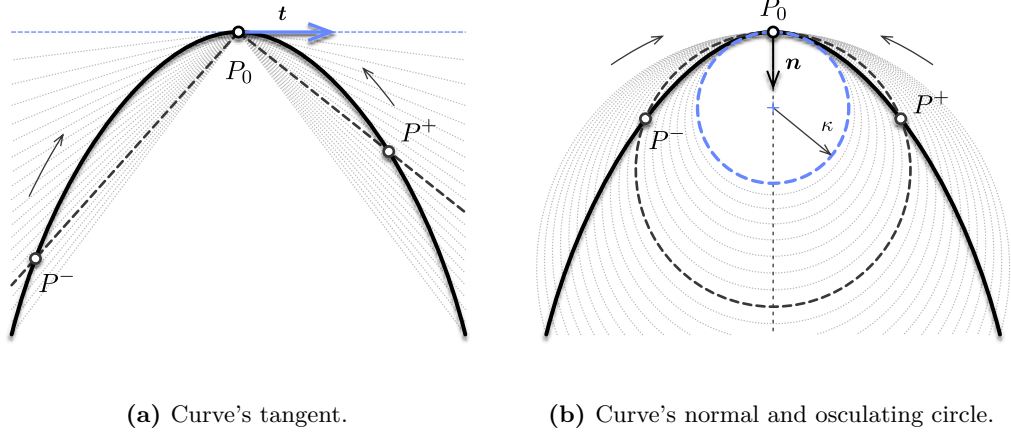 t
P₀
P⁺
P⁻
(a) Curve's tangent.
P₀
n
P⁺
P⁻
κ
(b) Curve's normal and osculating circle.